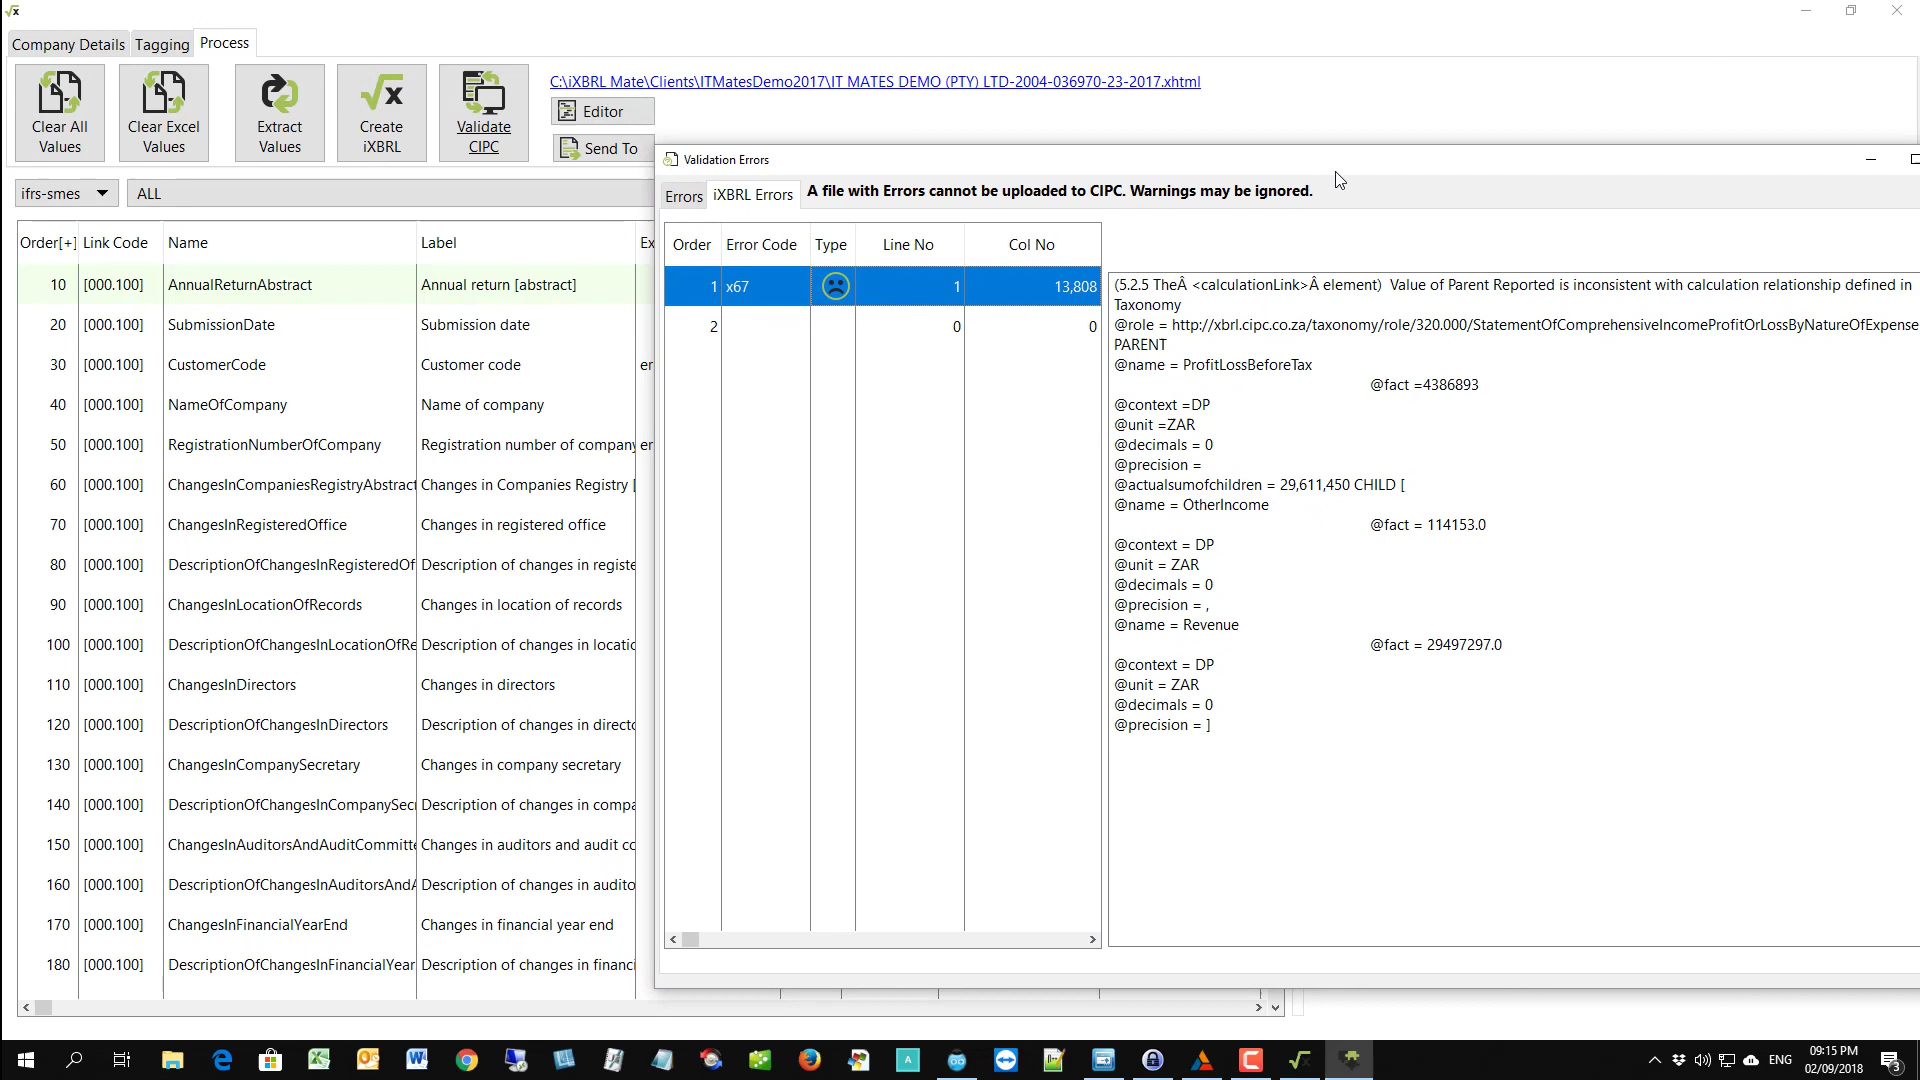 √x
Company Details Tagging Process
Clear All Values
Clear Excel Values
Extract Values
√x Create iXBRL
Validate CIPC
C:\iXBRL Mate\Clients\ITMatesDemo2017\IT MATES DEMO (PTY) LTD-2004-036970-23-2017.xhtml
Editor
Send To
ifrs-smes ALL
Order[+] Link Code Name Label Ex
10 [000.100] AnnualReturnAbstract Annual return [abstract]
20 [000.100] SubmissionDate Submission date
30 [000.100] CustomerCode Customer code er
40 [000.100] NameOfCompany Name of company
50 [000.100] RegistrationNumberOfCompany Registration number of company er
60 [000.100] ChangesInCompaniesRegistryAbstract Changes in Companies Registry [
70 [000.100] ChangesInRegisteredOffice Changes in registered office
80 [000.100] DescriptionOfChangesInRegisteredOf Description of changes in registe
90 [000.100] ChangesInLocationOfRecords Changes in location of records
100 [000.100] DescriptionOfChangesInLocationOfRe Description of changes in locatic
110 [000.100] ChangesInDirectors Changes in directors
120 [000.100] DescriptionOfChangesInDirectors Description of changes in directo
130 [000.100] ChangesInCompanySecretary Changes in company secretary
140 [000.100] DescriptionOfChangesInCompanySecr Description of changes in compa
150 [000.100] ChangesInAuditorsAndAuditCommitte Changes in auditors and audit co
160 [000.100] DescriptionOfChangesInAuditorsAndA Description of changes in audito
170 [000.100] ChangesInFinancialYearEnd Changes in financial year end
180 [000.100] DescriptionOfChangesInFinancialYear Description of changes in financi
Validation Errors
Errors iXBRL Errors A file with Errors cannot be uploaded to CIPC. Warnings may be ignored.
Order Error Code Type Line No Col No
1 x67 1 13,808
2 0 0
(5.2.5 TheÂ <calculationLink>Â element) Value of Parent Reported is inconsistent with calculation relationship defined in
Taxonomy
@role = http://xbrl.cipc.co.za/taxonomy/role/320.000/StatementOfComprehensiveIncomeProfitOrLossByNatureOfExpense
PARENT
@name = ProfitLossBeforeTax
@fact =4386893
@context =DP
@unit =ZAR
@decimals = 0
@precision =
@actualsumofchildren = 29,611,450 CHILD [
@name = OtherIncome
@fact = 114153.0
@context = DP
@unit = ZAR
@decimals = 0
@precision = ,
@name = Revenue
@fact = 29497297.0
@context = DP
@unit = ZAR
@decimals = 0
@precision = ]
ENG 09:15 PM
02/09/2018
3